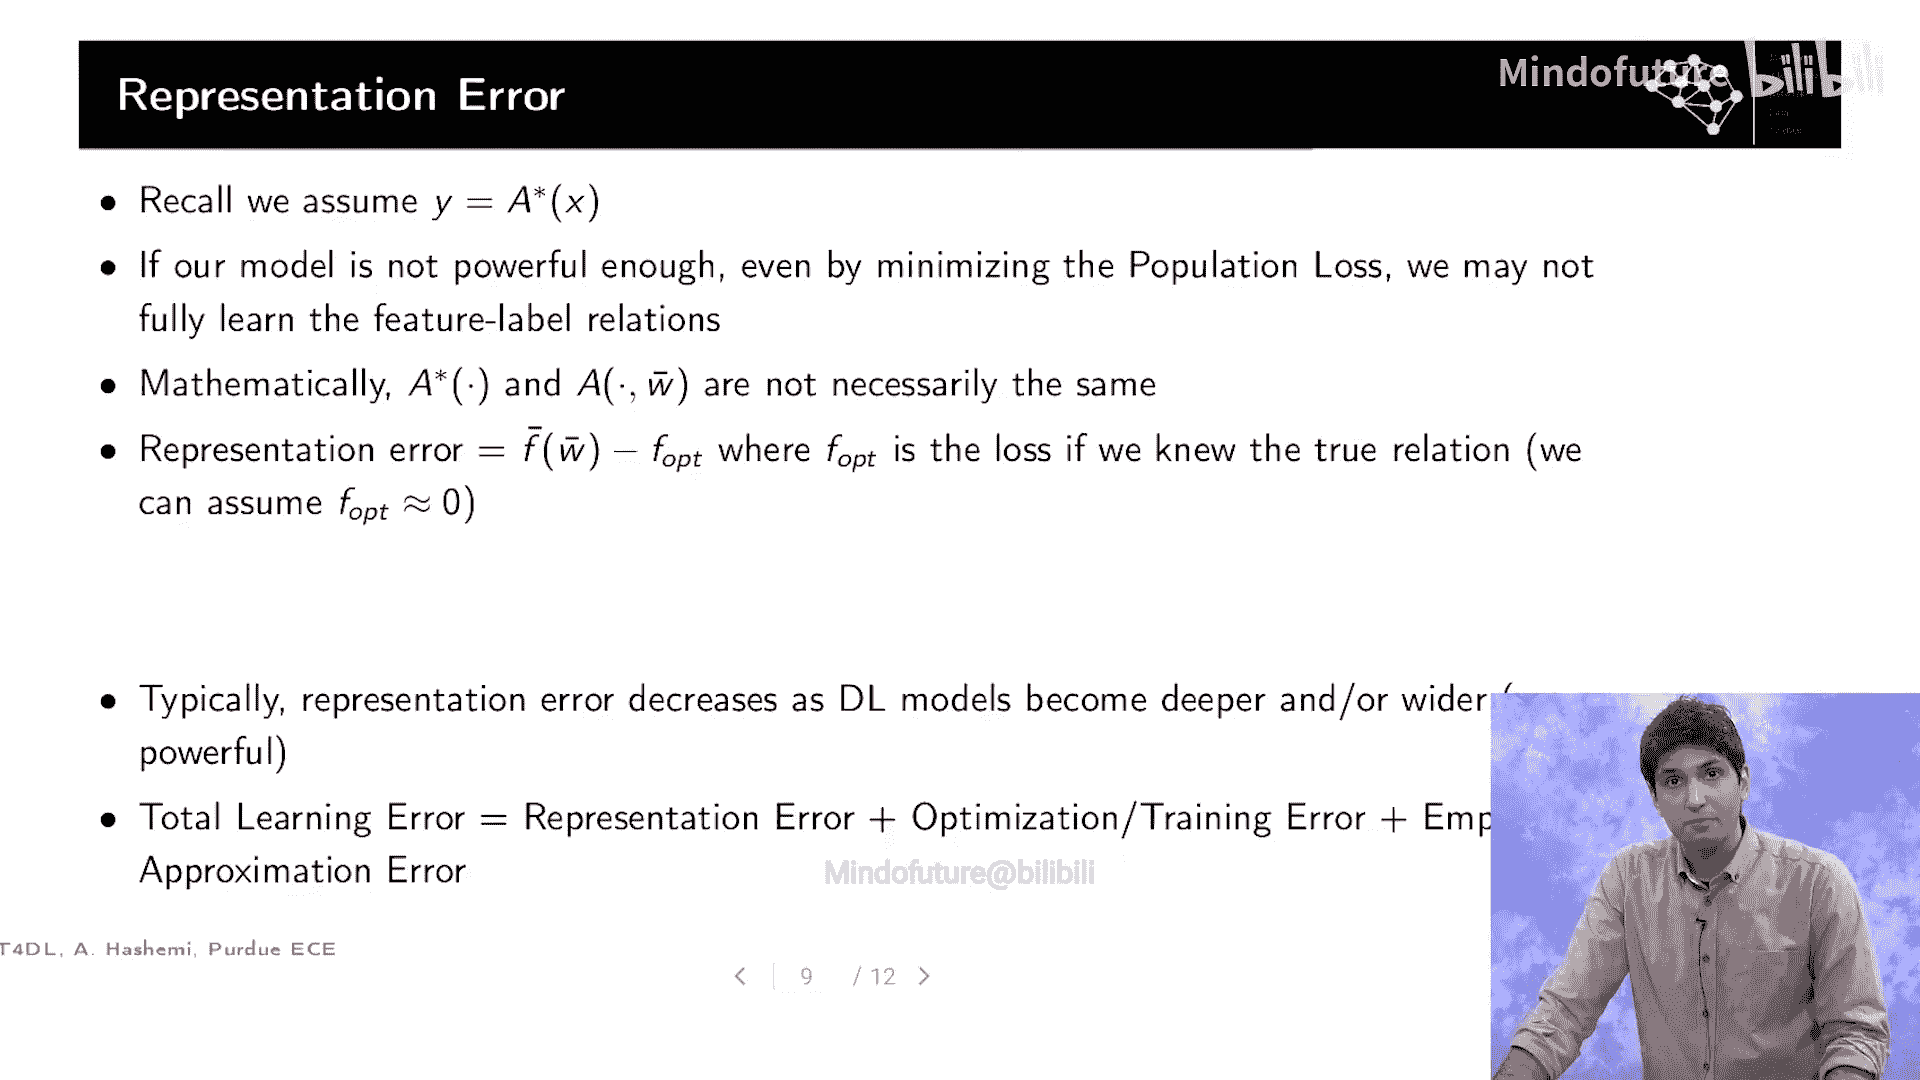 Representation Error
Mindofuture
bilibili
• Recall we assume y = A*(x)
• If our model is not powerful enough, even by minimizing the Population Loss, we may not
fully learn the feature-label relations
• Mathematically, A*(·) and A(·, w̄) are not necessarily the same
• Representation error = f̄(w̄) − f_opt where f_opt is the loss if we knew the true relation (we
can assume f_opt ≈ 0)
• Typically, representation error decreases as DL models become deeper and/or wider (
powerful)
• Total Learning Error = Representation Error + Optimization/Training Error + Emp
Approximation Error
Mindofuture@bilibili
T4DL, A. Hashemi, Purdue ECE
9 / 12